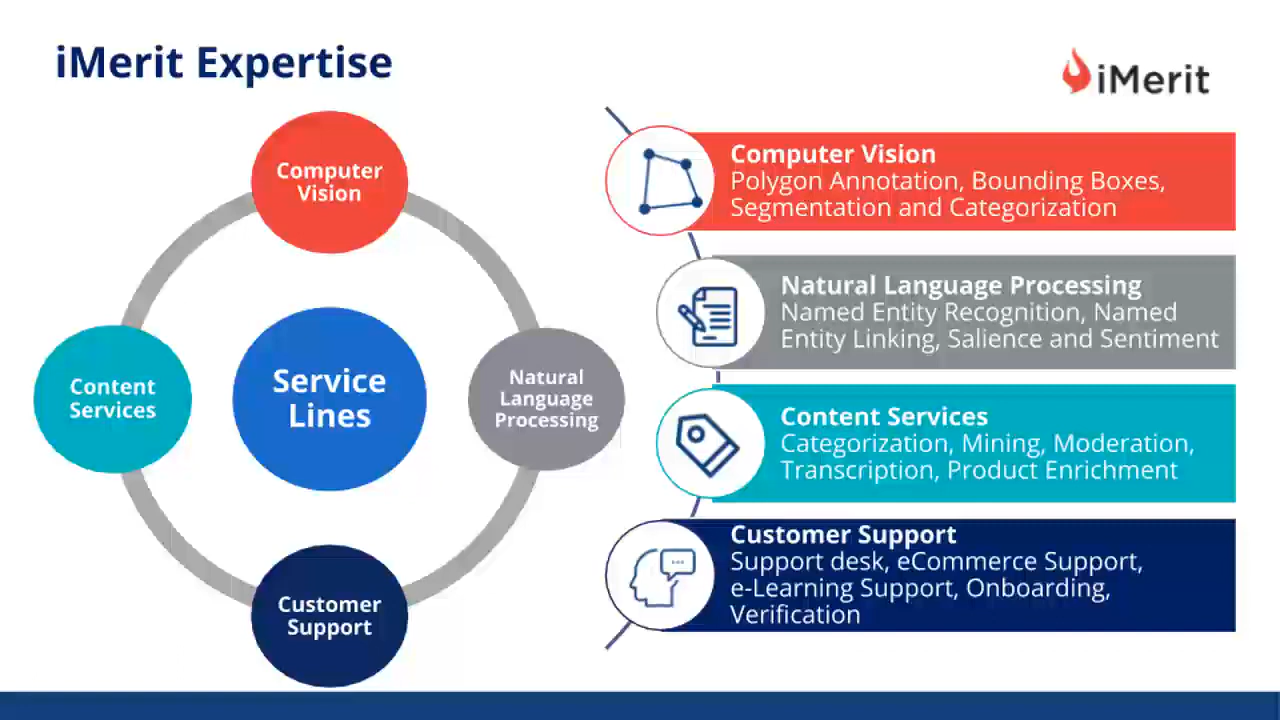 iMerit Expertise
iMerit
Computer
Vision
Content
Services
Service
Lines
Natural
Language
Processing
Customer
Support
Computer Vision
Polygon Annotation, Bounding Boxes,
Segmentation and Categorization
Natural Language Processing
Named Entity Recognition, Named
Entity Linking, Salience and Sentiment
Content Services
Categorization, Mining, Moderation,
Transcription, Product Enrichment
Customer Support
Support desk, eCommerce Support,
e-Learning Support, Onboarding,
Verification